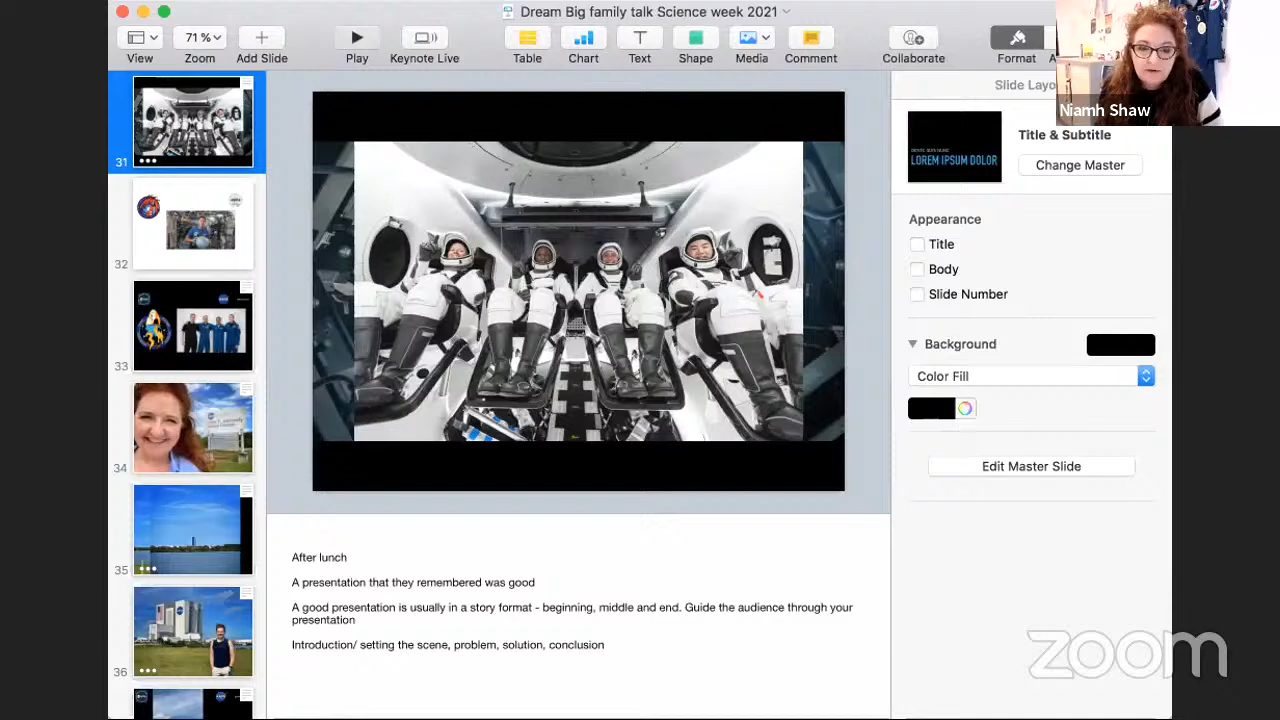 Dream Big family talk Science week 2021
71%
View
Zoom
Add Slide
Play
Keynote Live
Table
Chart
Text
Shape
Media
Comment
Collaborate
Format
Niamh Shaw
31
32
33
34
35
36
Slide Layo
LOREM IPSUM DOLOR
Title & Subtitle
Change Master
Appearance
Title
Body
Slide Number
Background
Color Fill
Edit Master Slide
After lunch
A presentation that they remembered was good
A good presentation is usually in a story format - beginning, middle and end. Guide the audience through your
presentation
Introduction/ setting the scene, problem, solution, conclusion
zoom